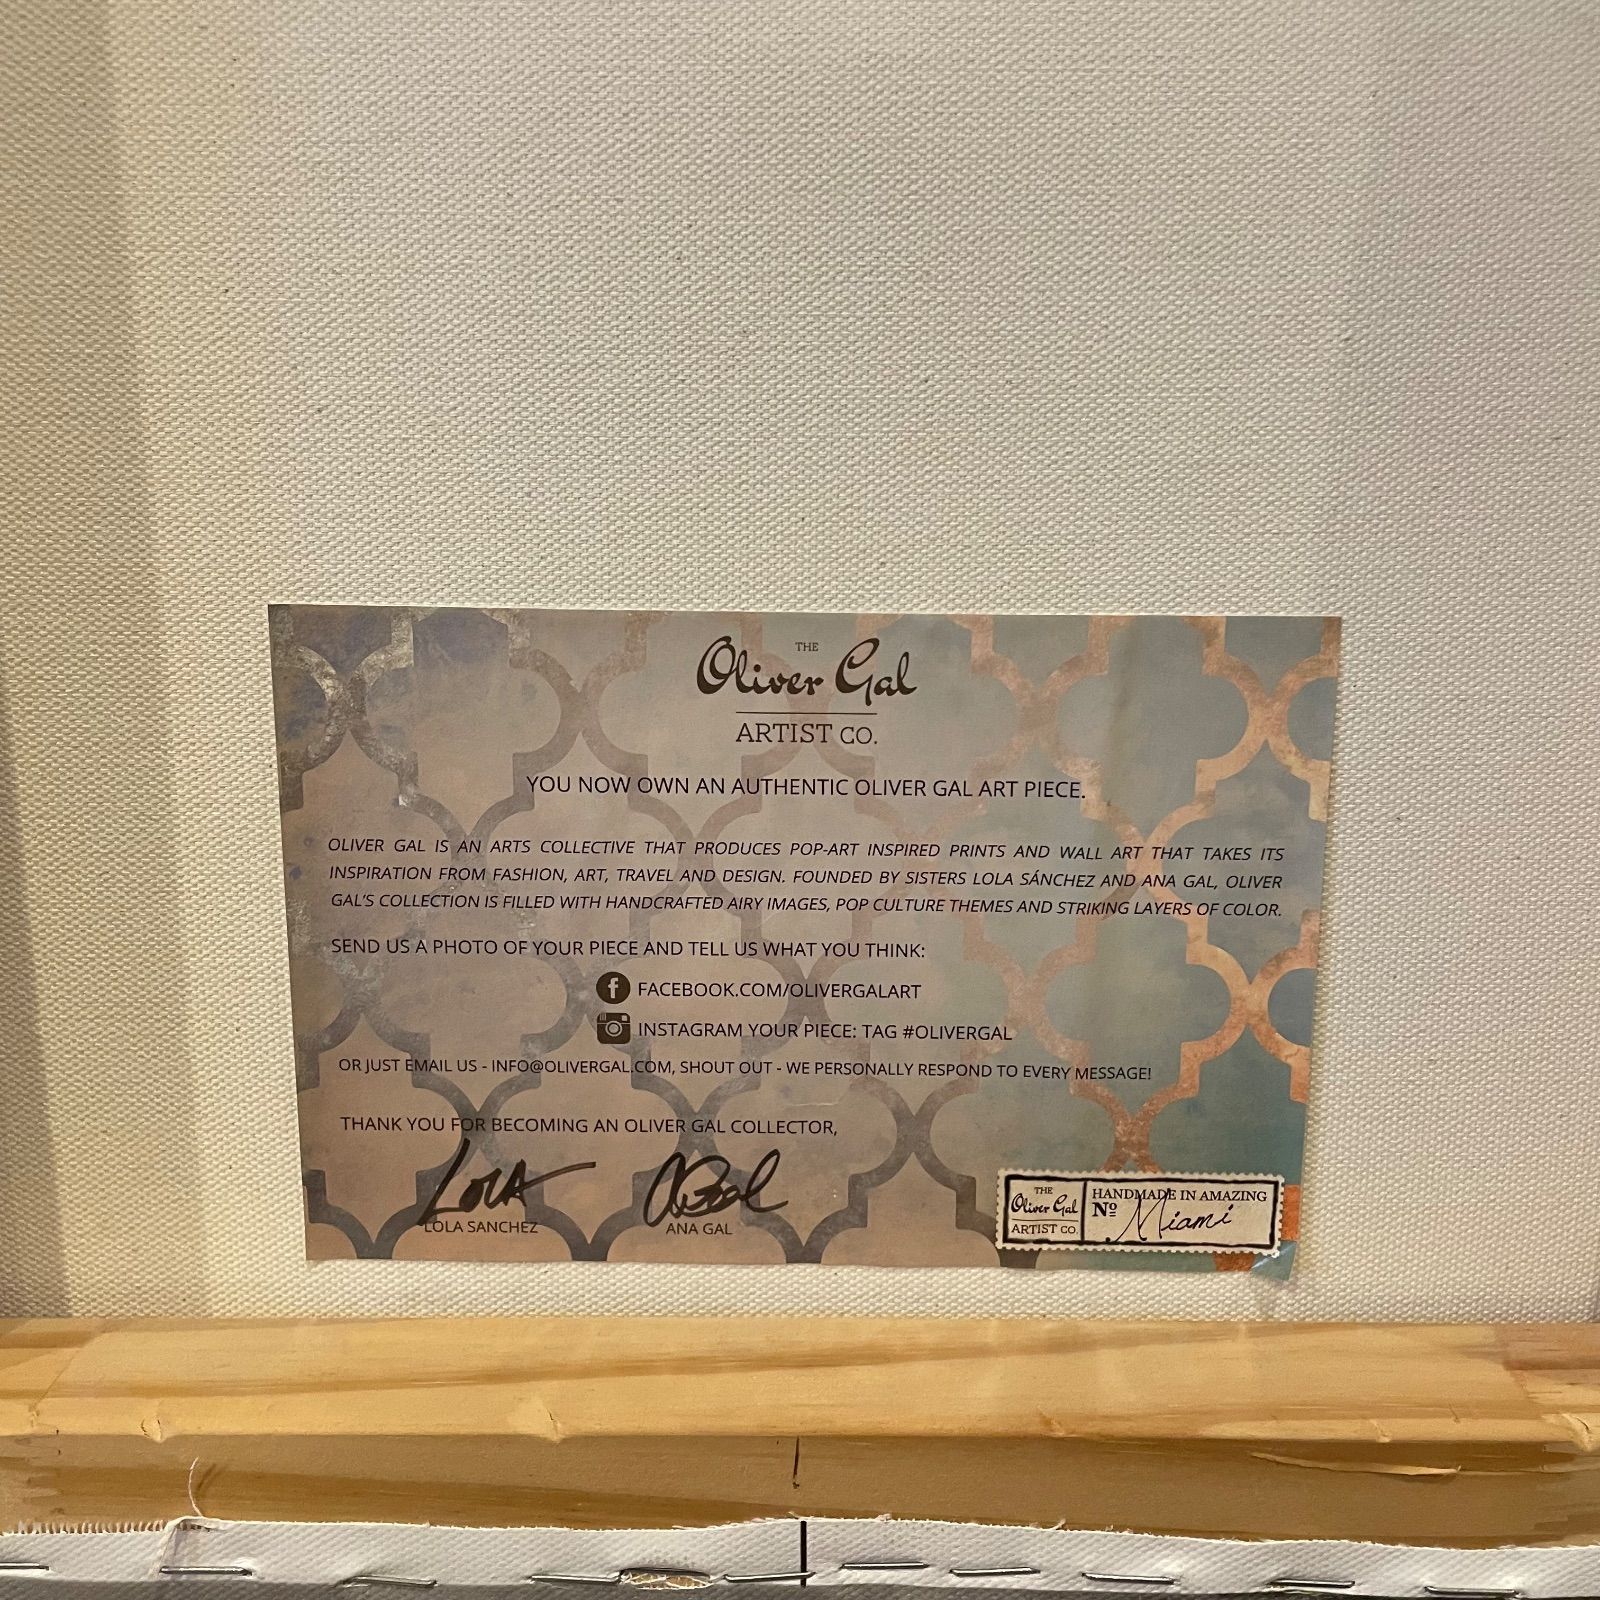 THE
Oliver Gal
ARTIST CO.
YOU NOW OWN AN AUTHENTIC OLIVER GAL ART PIECE.
OLIVER GAL IS AN ARTS COLLECTIVE THAT PRODUCES POP-ART INSPIRED PRINTS AND WALL ART THAT TAKES ITS
INSPIRATION FROM FASHION, ART, TRAVEL AND DESIGN. FOUNDED BY SISTERS LOLA SÁNCHEZ AND ANA GAL, OLIVER
GAL'S COLLECTION IS FILLED WITH HANDCRAFTED AIRY IMAGES, POP CULTURE THEMES AND STRIKING LAYERS OF COLOR.
SEND US A PHOTO OF YOUR PIECE AND TELL US WHAT YOU THINK:
f FACEBOOK.COM/OLIVERGALART
INSTAGRAM YOUR PIECE: TAG #OLIVERGAL
OR JUST EMAIL US - INFO@OLIVERGAL.COM, SHOUT OUT - WE PERSONALLY RESPOND TO EVERY MESSAGE!
THANK YOU FOR BECOMING AN OLIVER GAL COLLECTOR,
LOLA
LOLA SANCHEZ
ANA GAL
THE
Oliver Gal
ARTIST CO.
HANDMADE IN AMAZING
Nº Miami